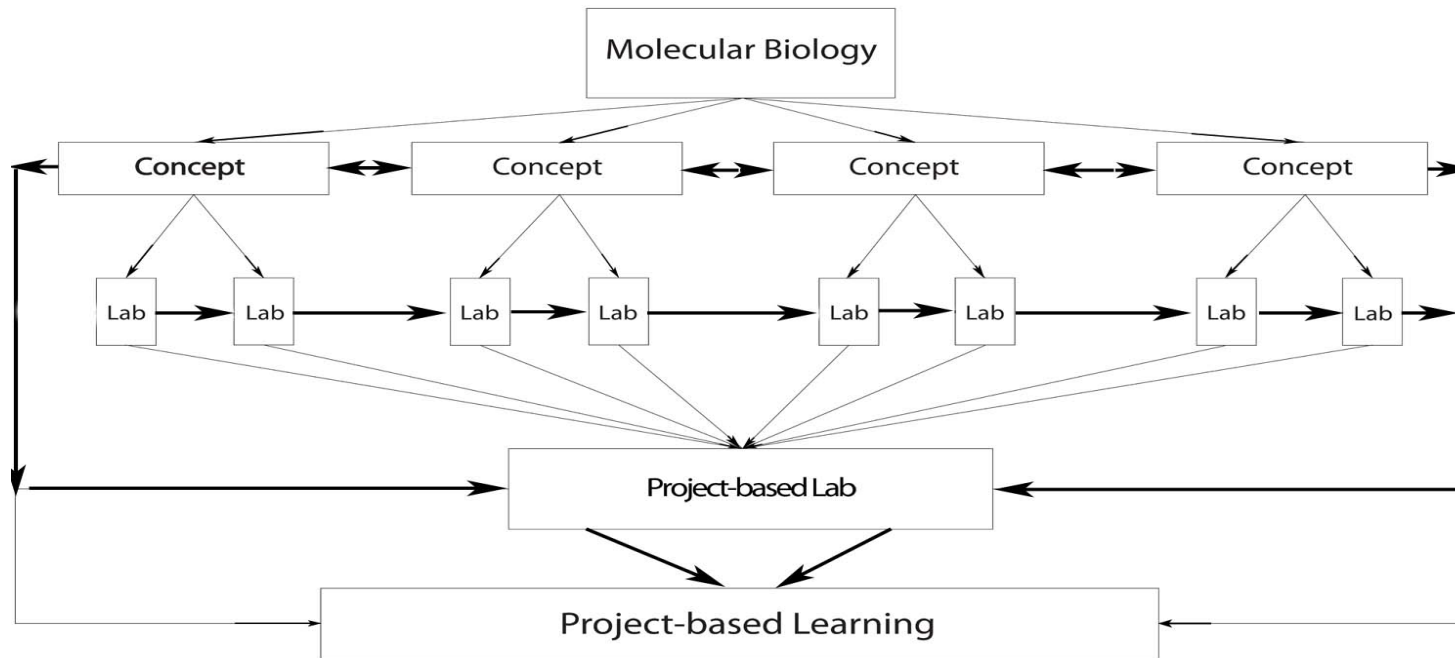 Molecular Biology
Concept
Concept
Concept
Concept
Lab
Lab
Lab
Lab
Lab
Lab
Lab
Lab
Project-based Lab
Project-based Learning